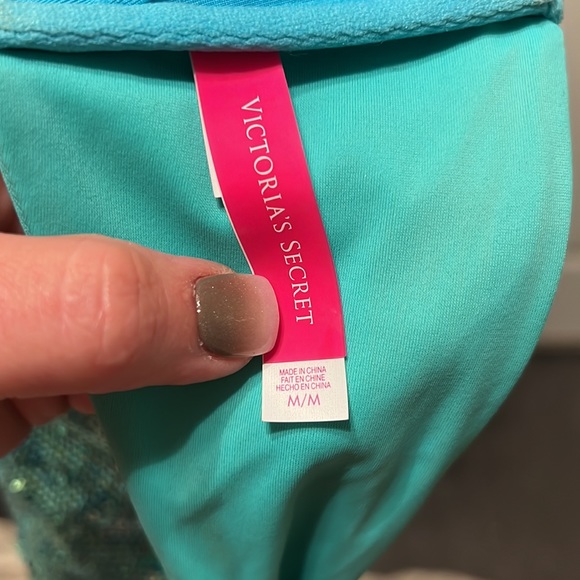 VICTORIA'S SECRET
MADE IN CHINA
FAIT EN CHINE
HECHO EN CHINA
M/M